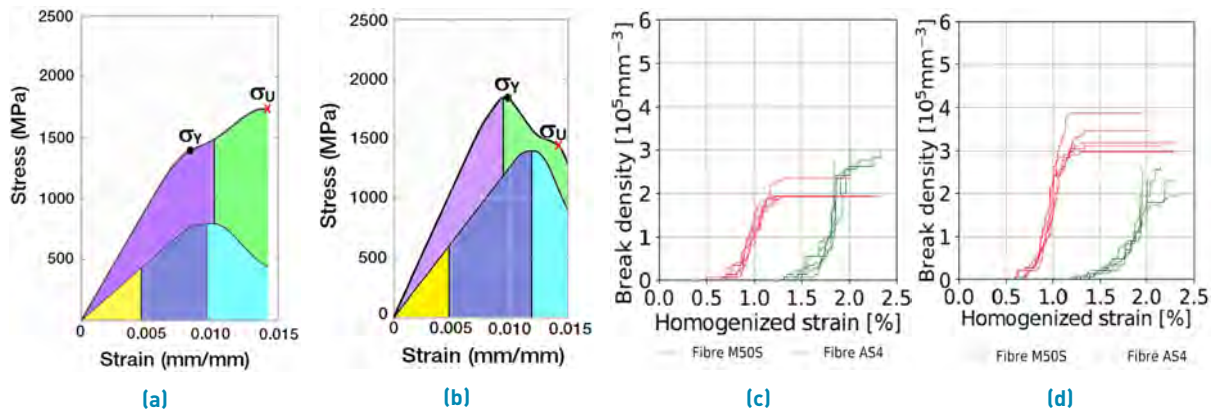 2500
2000
1500
1000
500
0
0.005
0.010
0.015
Stress (MPa)
Strain (mm/mm)
σY
σU
(a)
2500
2000
1500
1000
500
0
0
0.005
0.010
0.015
Stress (MPa)
Strain (mm/mm)
σY
σU
(b)
Break density [10⁵mm⁻³]
6
5
4
3
2
1
0
0.0 0.5 1.0 1.5 2.0 2.5
Homogenized strain [%]
Fibre M50S Fibre AS4
(c)
Break density [10⁵mm⁻³]
6
5
4
3
2
1
0
0.0 0.5 1.0 1.5 2.0 2.5
Homogenized strain [%]
Fibre M50S Fibre AS4
(d)